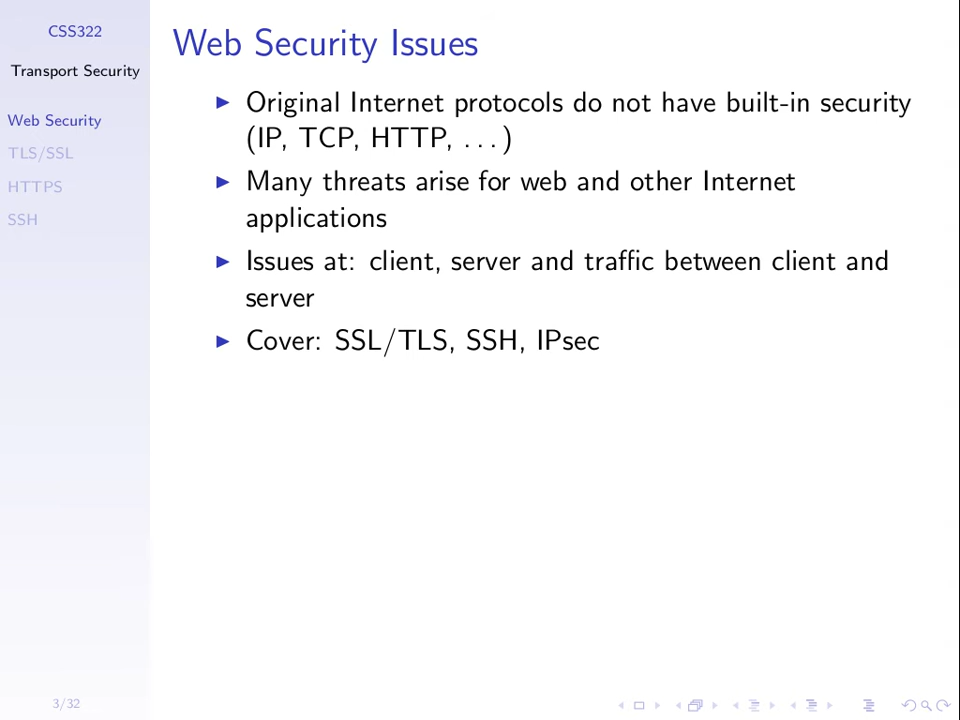 CSS322
Transport Security
Web Security
TLS/SSL
HTTPS
SSH
Web Security Issues
Original Internet protocols do not have built-in security
(IP, TCP, HTTP, . . . )
Many threats arise for web and other Internet
applications
Issues at: client, server and traffic between client and
server
Cover: SSL/TLS, SSH, IPsec
3/32